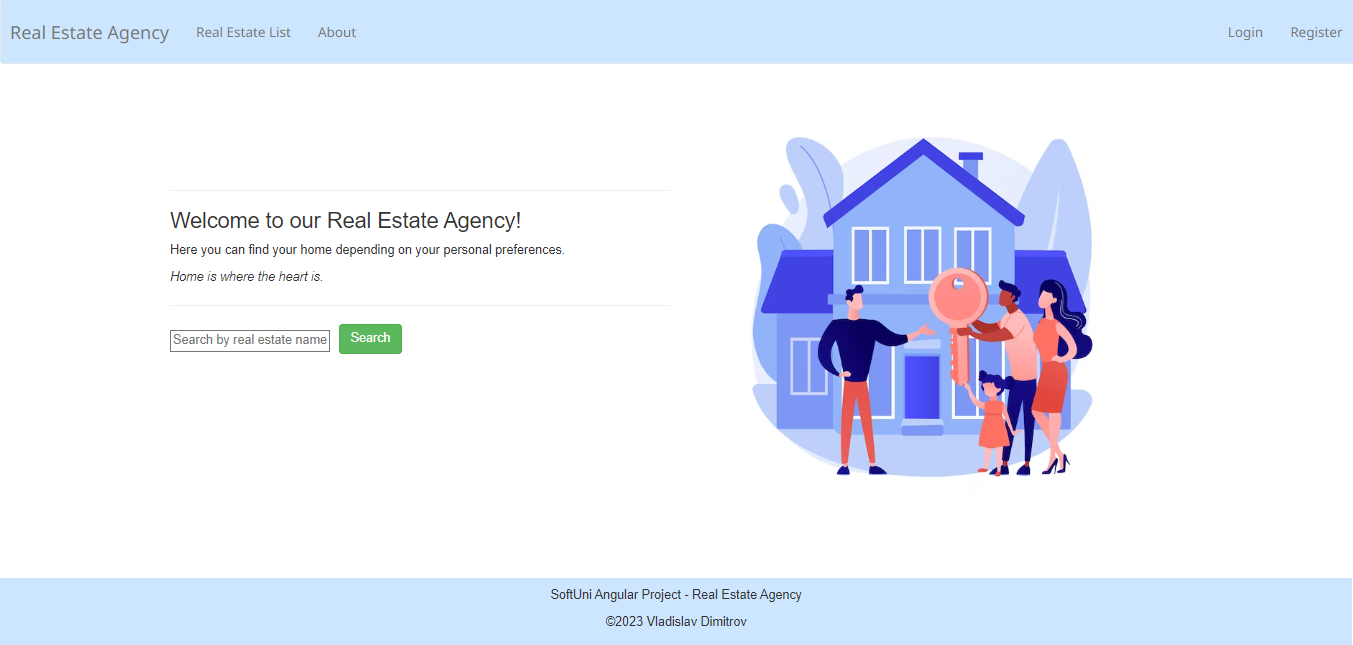 Real Estate Agency Real Estate List About Login Register
Welcome to our Real Estate Agency!
Here you can find your home depending on your personal preferences.
Home is where the heart is.
Search by real estate name Search
SoftUni Angular Project - Real Estate Agency
©2023 Vladislav Dimitrov